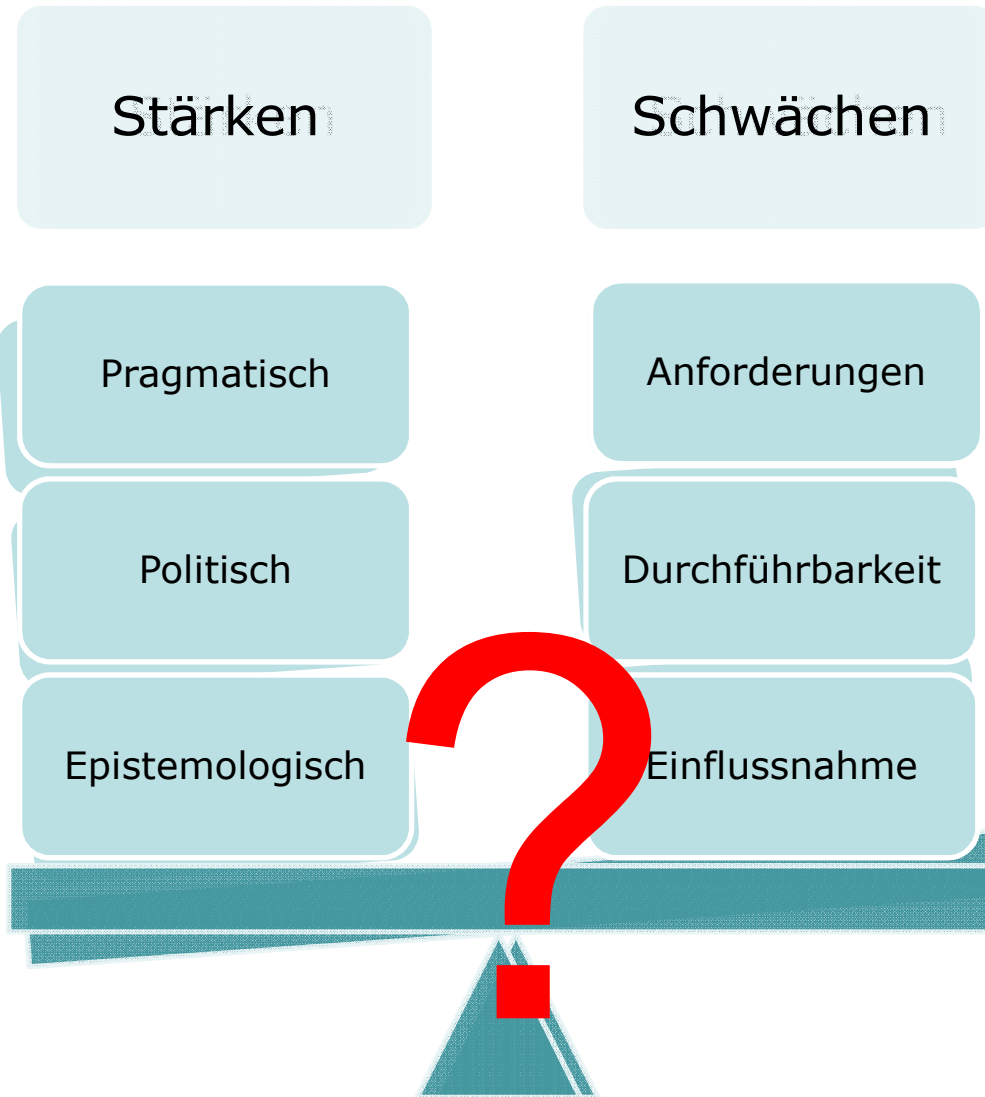 Stärken
Schwächen
Pragmatisch
Anforderungen
Politisch
Durchführbarkeit
Epistemologisch
Einflussnahme
?